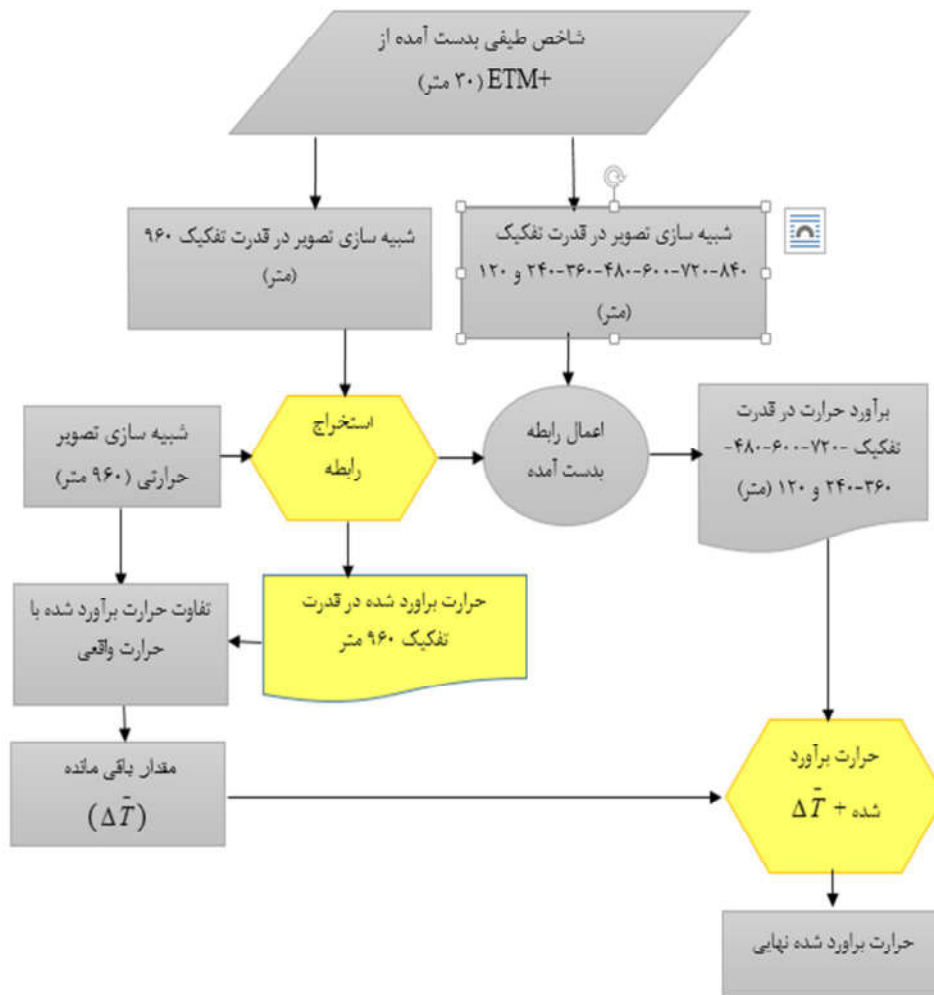 شاخص طیفی بدست آمده از
ETM+ (۳۰ متر)
شبیه سازی تصویر در قدرت تفکیک ۹۶۰
(متر)
شبیه سازی تصویر در قدرت تفکیک
۸۴۰-۷۲۰-۶۰۰-۴۸۰-۳۶۰-۲۴۰ و ۱۲۰
(متر)
شبیه سازی تصویر
حرارتی (۹۶۰ متر)
استخراج
رابطه
اعمال رابطه
بدست آمده
برآورد حرارت در قدرت
تفکیک -۷۲۰-۶۰۰-۴۸۰-
۳۶۰-۲۴۰ و ۱۲۰ (متر)
تفاوت حرارت برآورد شده با
حرارت واقعی
حرارت براورد شده در قدرت
تفکیک ۹۶۰ متر
مقدار باقی مانده
(ΔT̄)
حرارت برآورد
شده + ΔT̄
حرارت براورد شده نهایی